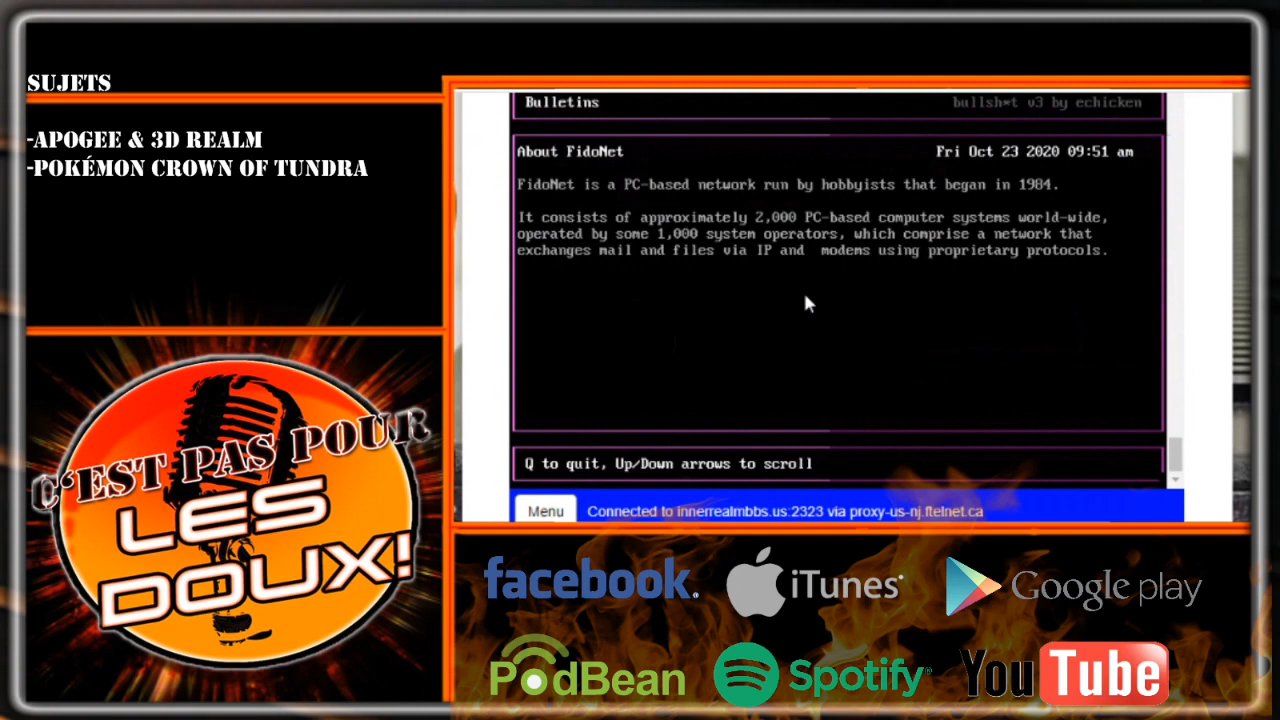 SUJETS
-APOGEE & 3D REALM
-POKÉMON CROWN OF TUNDRA
C'EST PAS POUR
LES
DOUX!
Bulletins bullsh*t v3 by echicken
About FidoNet Fri Oct 23 2020 09:51 am
FidoNet is a PC-based network run by hobbyists that began in 1984.
It consists of approximately 2,000 PC-based computer systems world-wide,
operated by some 1,000 system operators, which comprise a network that
exchanges mail and files via IP and modems using proprietary protocols.
Q to quit, Up/Down arrows to scroll
Menu Connected to innerrealmbbs.us:2323 via proxy-us-nj.ftelnet.ca
facebook. iTunes Google play
PodBean Spotify YouTube